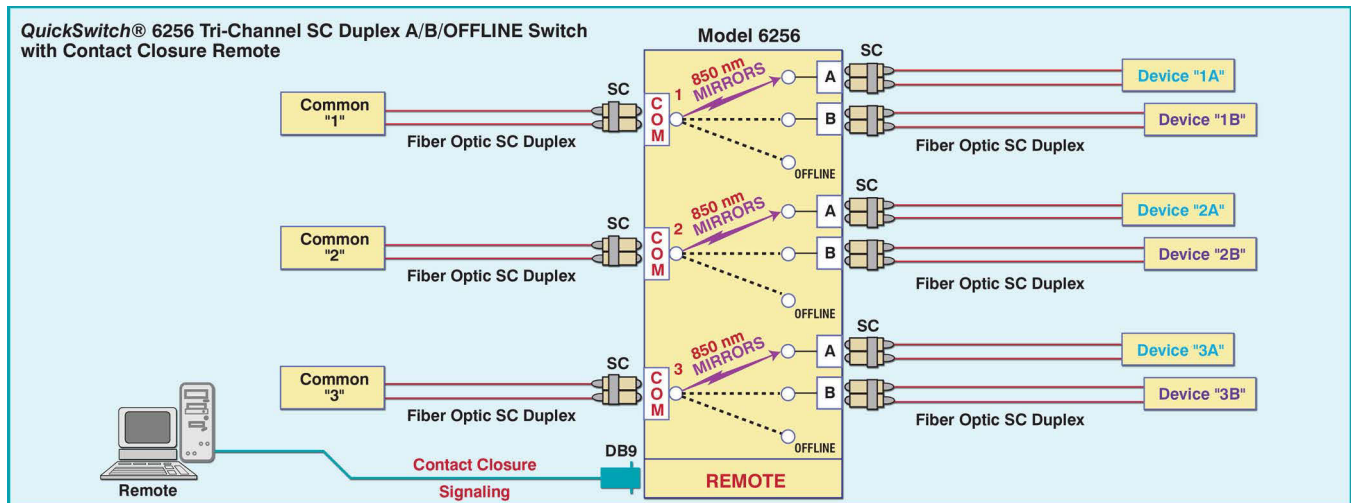 QuickSwitch® 6256 Tri-Channel SC Duplex A/B/OFFLINE Switch
with Contact Closure Remote
Model 6256
Common
"1"
SC
Fiber Optic SC Duplex
COM
1
850 nm
MIRRORS
OFFLINE
A
B
SC
Device "1A"
Device "1B"
Fiber Optic SC Duplex
Common
"2"
SC
Fiber Optic SC Duplex
COM
2
850 nm
MIRRORS
OFFLINE
A
B
SC
Device "2A"
Device "2B"
Fiber Optic SC Duplex
Common
"3"
SC
Fiber Optic SC Duplex
COM
3
850 nm
MIRRORS
OFFLINE
A
B
SC
Device "3A"
Device "3B"
Fiber Optic SC Duplex
Remote
Contact Closure
Signaling
DB9
REMOTE